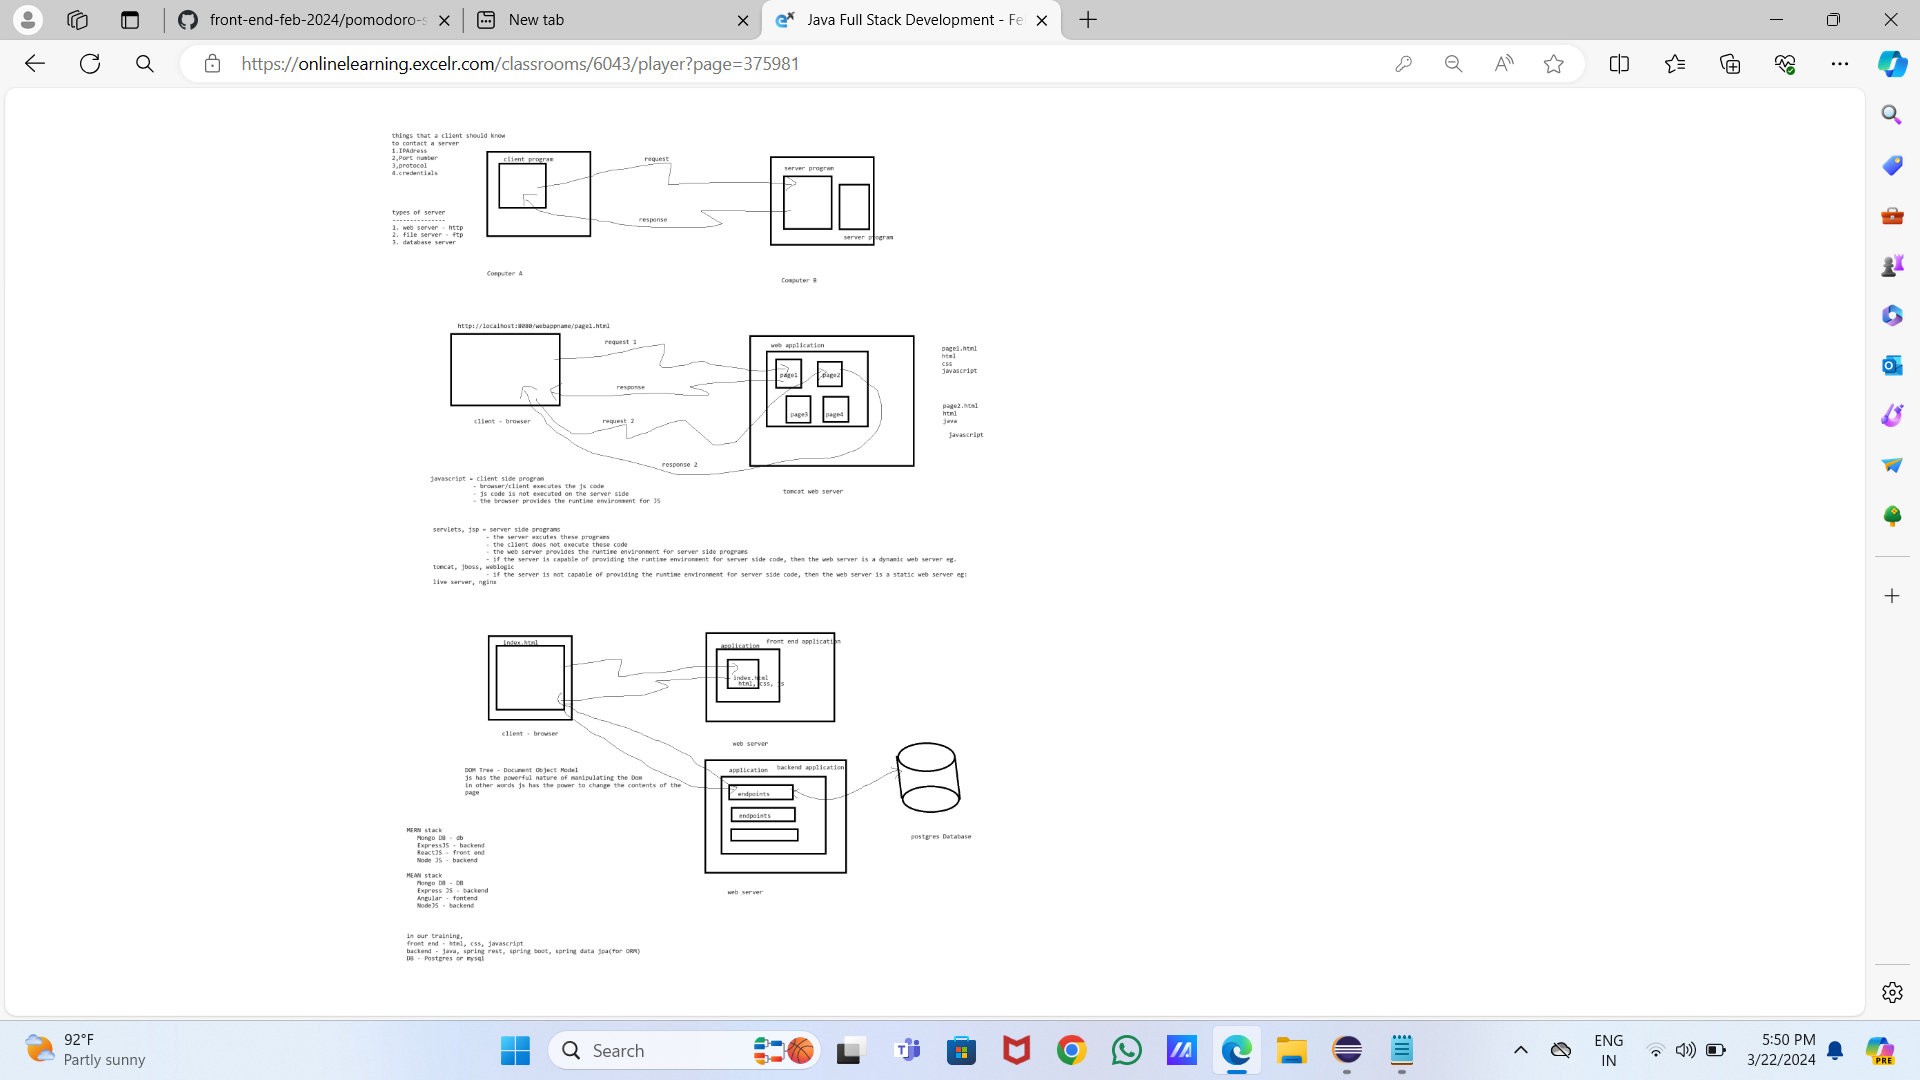 front-end-feb-2024/pomodoro-s
New tab
Java Full Stack Development - Fe
https://onlinelearning.excelr.com/classrooms/6043/player?page=375981
things that a client should know
to contact a server
1.IPAdress
2,Port number
3,protocol
4.credentials
client program
request
server program
response
server program
types of server
---------------
1. web server - http
2. file server - ftp
3. database server
Computer A
Computer B
http://localhost:8080/webappname/page1.html
request 1
web application
page1
page2
page3
page4
response
client - browser
request 2
response 2
tomcat web server
page1.html
html
css
javascript
page2.html
html
java
javascript
javascript = client side program
- browser/client executes the js code
- js code is not executed on the server side
- the browser provides the runtime environment for JS
servlets, jsp = server side programs
- the server excutes these programs
- the client does not execute these code
- the web server provides the runtime environment for server side programs
- if the server is capable of providing the runtime environment for server side code, then the web server is a dynamic web server eg.
tomcat, jboss, weblogic
- if the server is not capable of providing the runtime environment for server side code, then the web server is a static web server eg:
live server, nginx
index.html
front end application
application
index.html
html, css, js
client - browser
web server
application
backend application
endpoints
endpoints
postgres Database
web server
DOM Tree - Document Object Model
js has the powerful nature of manipulating the Dom
in other words js has the power to change the contents of the
page
MERN stack
Mongo DB - db
ExpressJS - backend
ReactJS - front end
Node JS - backend
MEAN stack
Mongo DB - DB
Express JS - backend
Angular - fontend
NodeJS - backend
in our training,
front end - html, css, javascript
backend - java, spring rest, spring boot, spring data jpa(for ORM)
DB - Postgres or mysql
92°F
Partly sunny
Search
ENG
IN
5:50 PM
3/22/2024
PRE